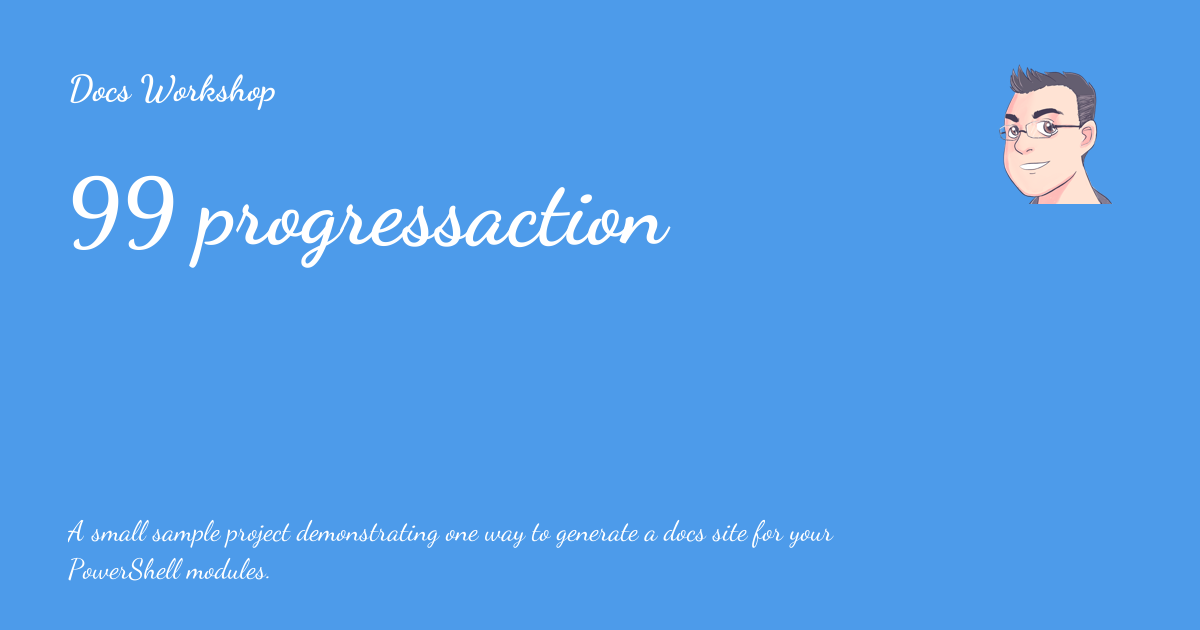 Docs Workshop
99 progressaction
A small sample project demonstrating one way to generate a docs site for your
PowerShell modules.